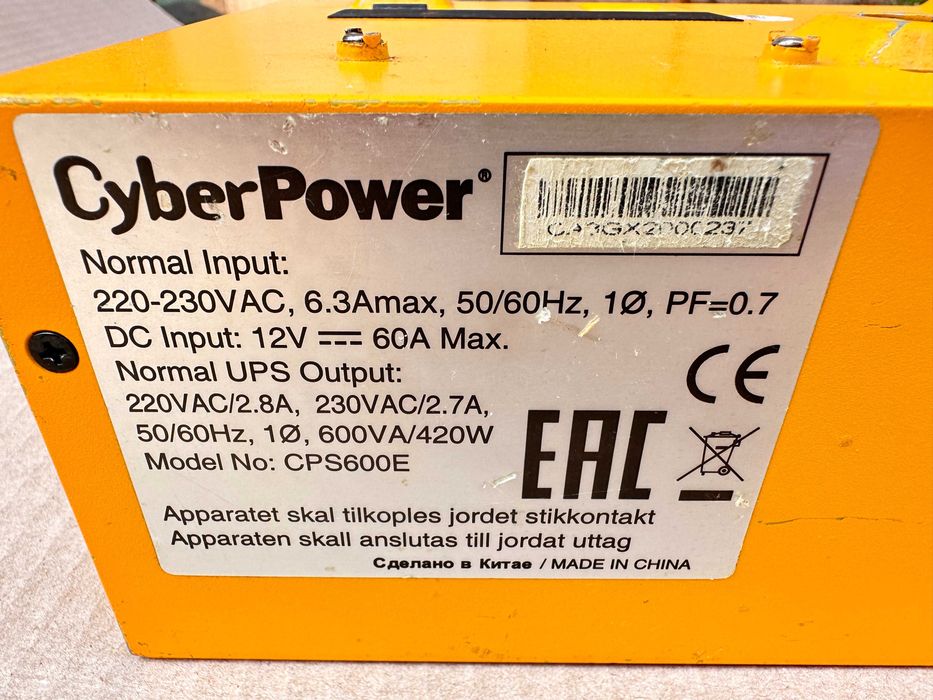 CyberPower®
Normal Input:
220-230VAC, 6.3Amax, 50/60Hz, 1Ø, PF=0.7
DC Input: 12V ⎓ 60A Max.
Normal UPS Output:
220VAC/2.8A, 230VAC/2.7A,
50/60Hz, 1Ø, 600VA/420W
Model No: CPS600E
CE
EAC
Apparatet skal tilkoples jordet stikkontakt
Apparaten skall anslutas till jordat uttag
Сделано в Китае / MADE IN CHINA